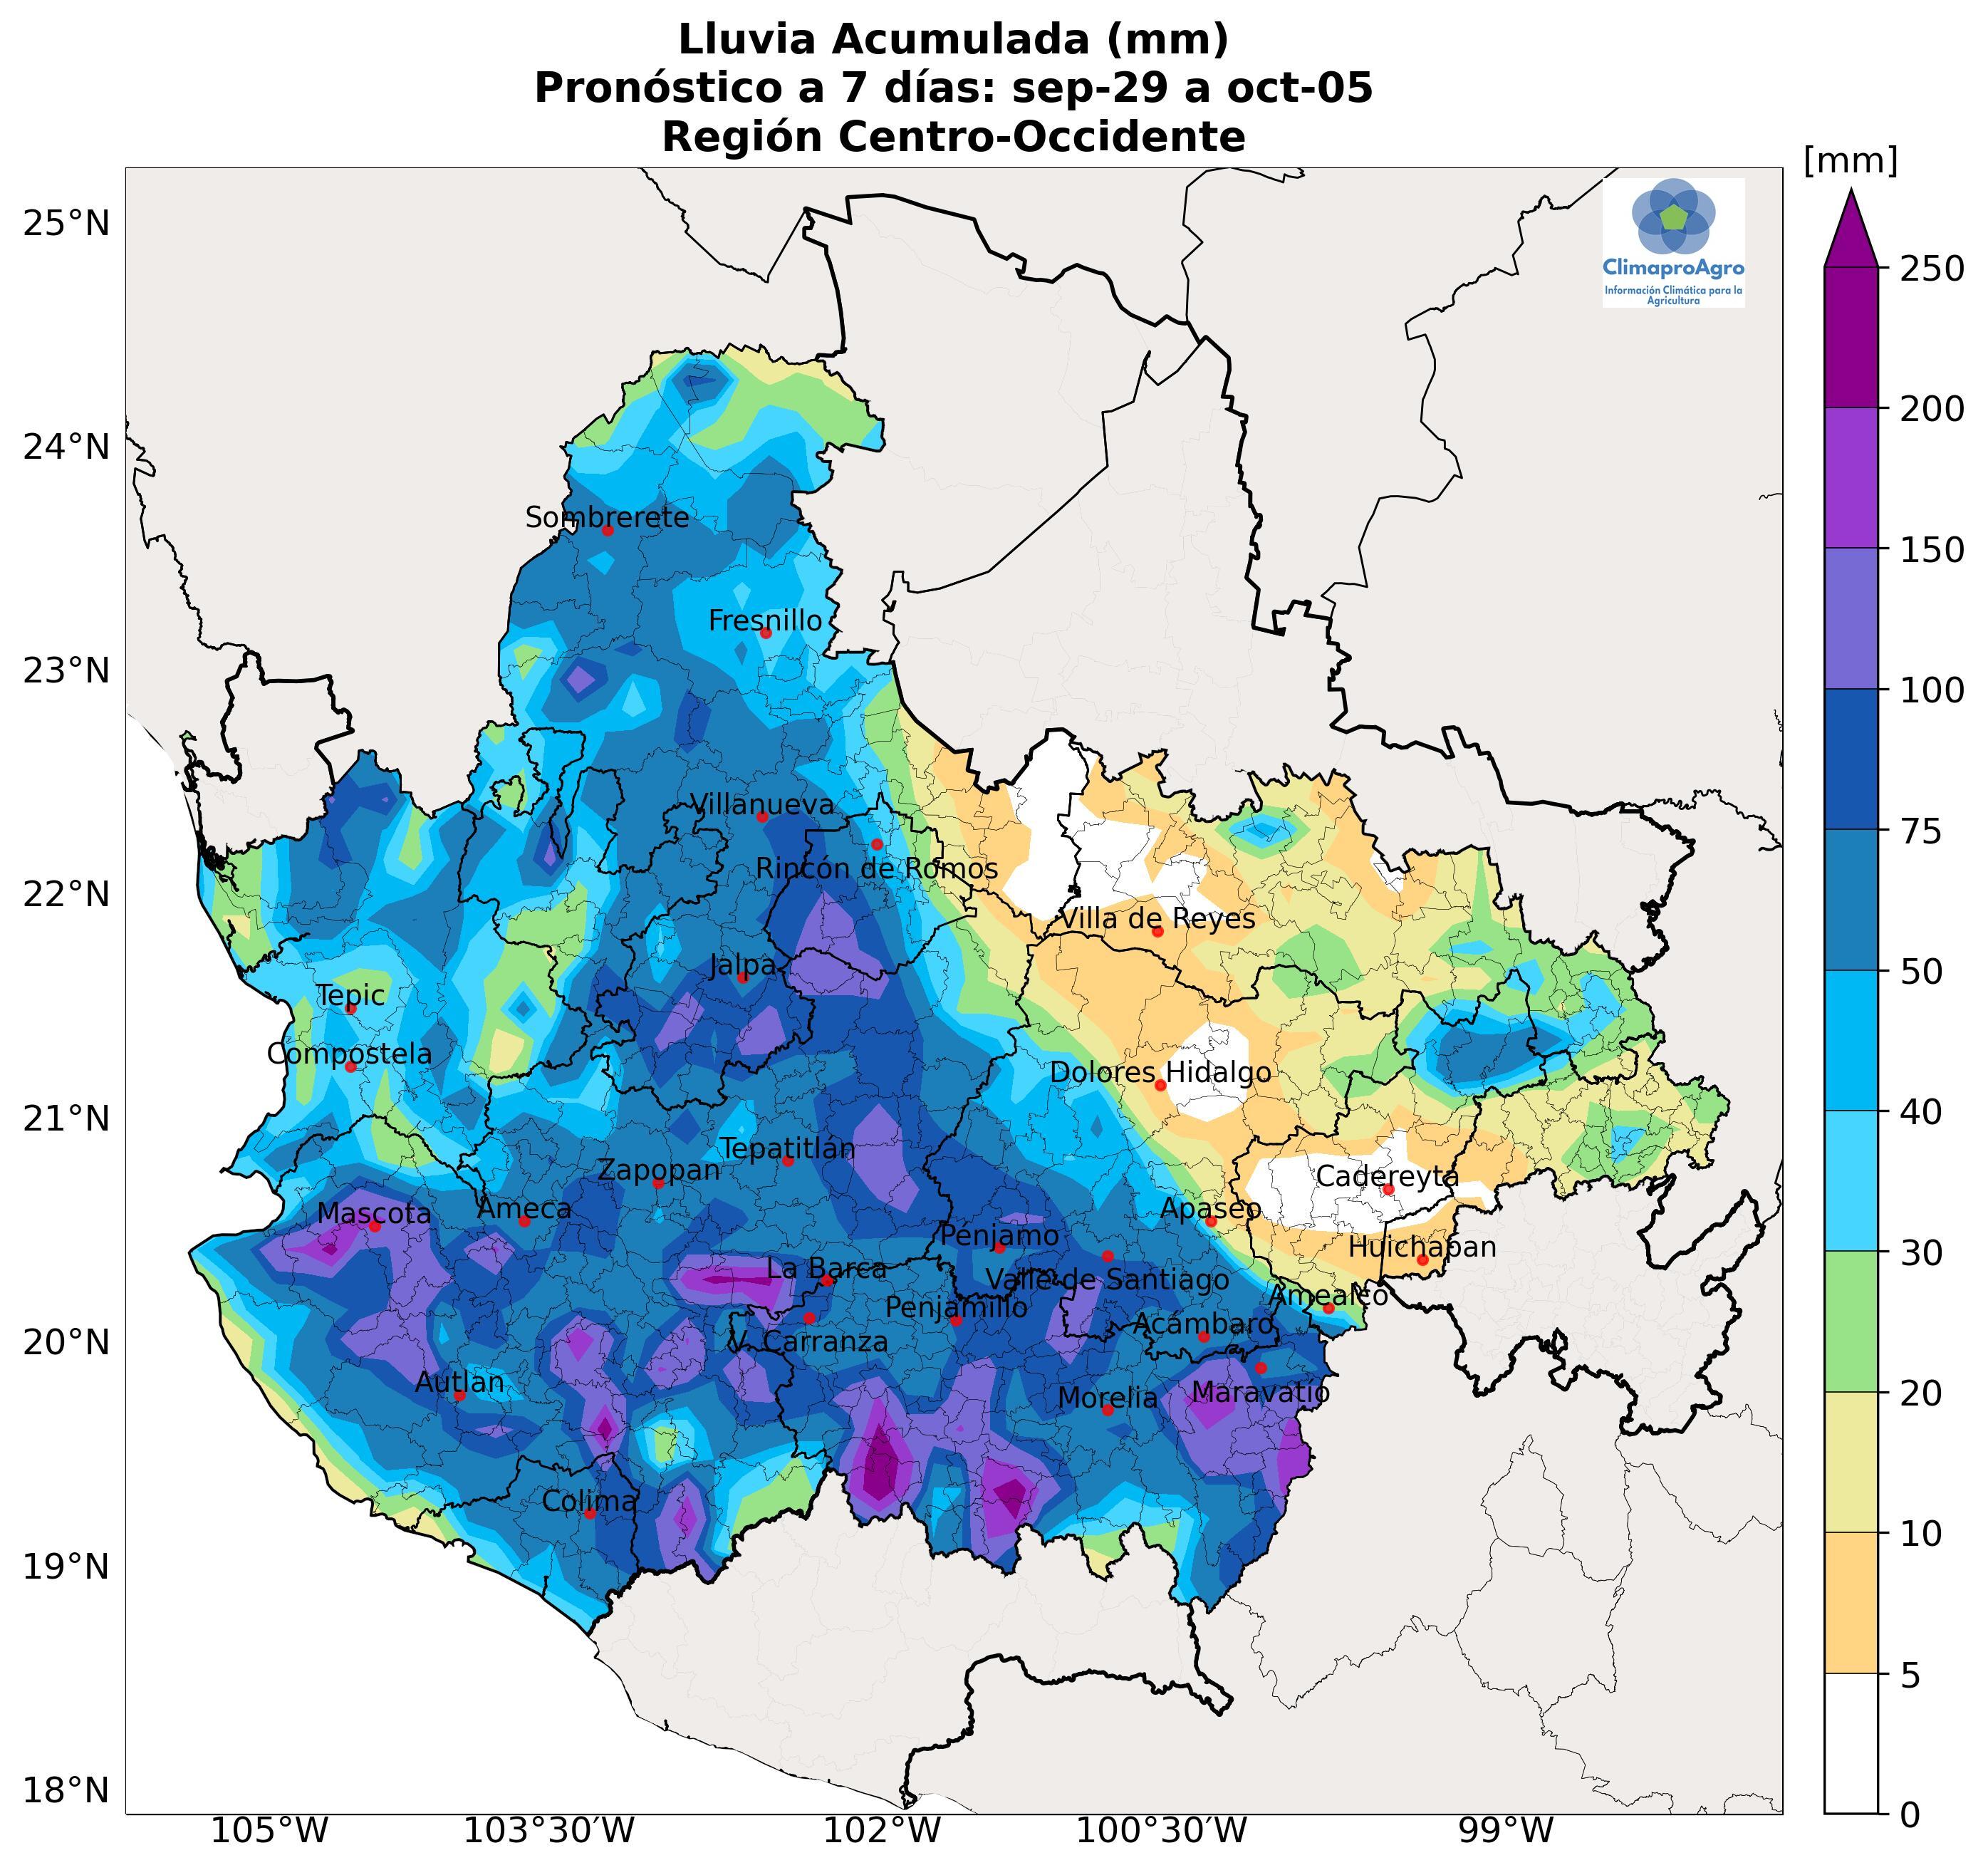 Lluvia Acumulada (mm)
Pronóstico a 7 días: sep-29 a oct-05
Región Centro-Occidente
[mm]
25°N
ClimaproAgro
Información Climática para la
Agricultura
250
24°N
200
Sombrerete
150
Fresnillo
23°N
100
Villanueva
75
Rincón de Romos
22°N
Villa de Reyes
Jalpa
50
Tepic
Compostela
Dolores Hidalgo
21°N
40
Tepatitlán
Zapopan
Cadereyta
Mascota
Ameca
Apaseo
Penjamo
Huichapan
30
La Barca
Valle de Santiago
Amealco
Penjamillo
20°N
V. Carranza
Acámbaro
Autlan
Morelia
Maravatío
20
Colima
10
19°N
5
18°N
0
105°W
103°30'W
102°W
100°30'W
99°W